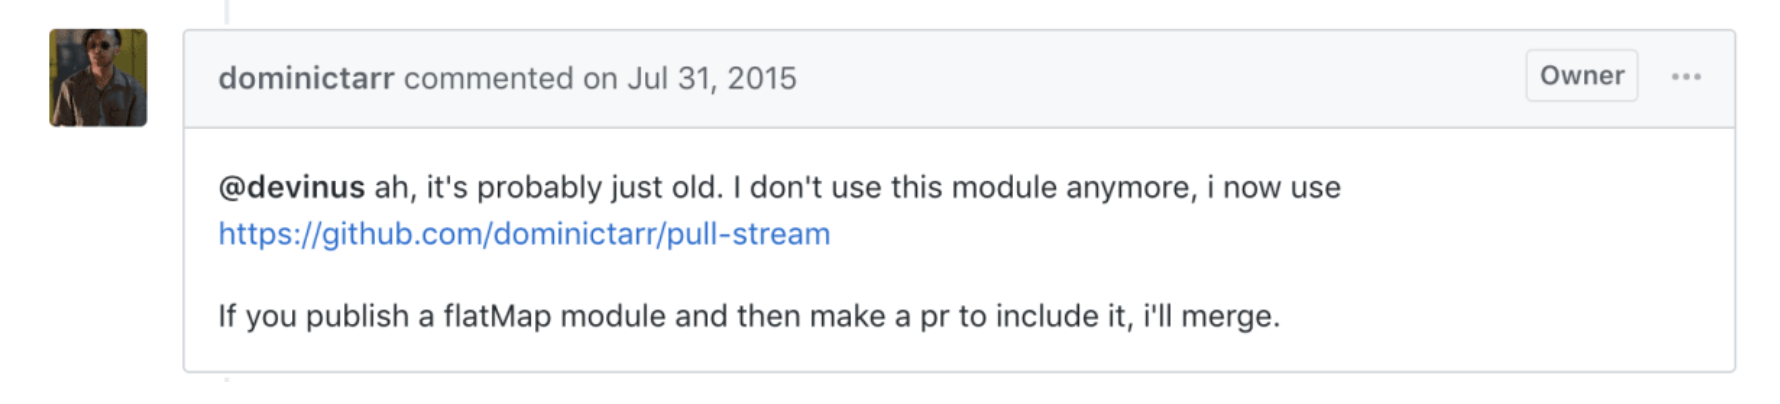 dominictarr commented on Jul 31, 2015
Owner
@devinus ah, it's probably just old. I don't use this module anymore, i now use
https://github.com/dominictarr/pull-stream
If you publish a flatMap module and then make a pr to include it, i'll merge.